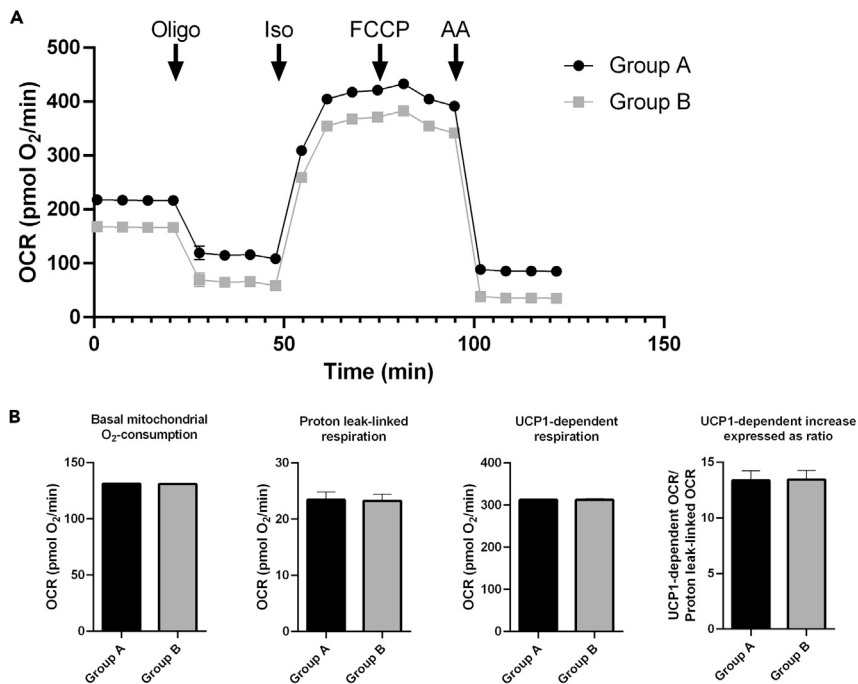 A
Oligo Iso FCCP AA
Group A
Group B
OCR (pmol O₂/min)
500
400
300
200
100
0
0 50 100 150
Time (min)
B
Basal mitochondrial
O₂-consumption
OCR (pmol O₂/min)
150
100
50
0
Group A
Group B
Proton leak-linked
respiration
OCR (pmol O₂/min)
30
20
10
0
Group A
Group B
UCP1-dependent
respiration
OCR (pmol O₂/min)
400
300
200
100
0
Group A
Group B
UCP1-dependent increase
expressed as ratio
UCP1-dependent OCR/
Proton leak-linked OCR
15
10
5
0
Group A
Group B